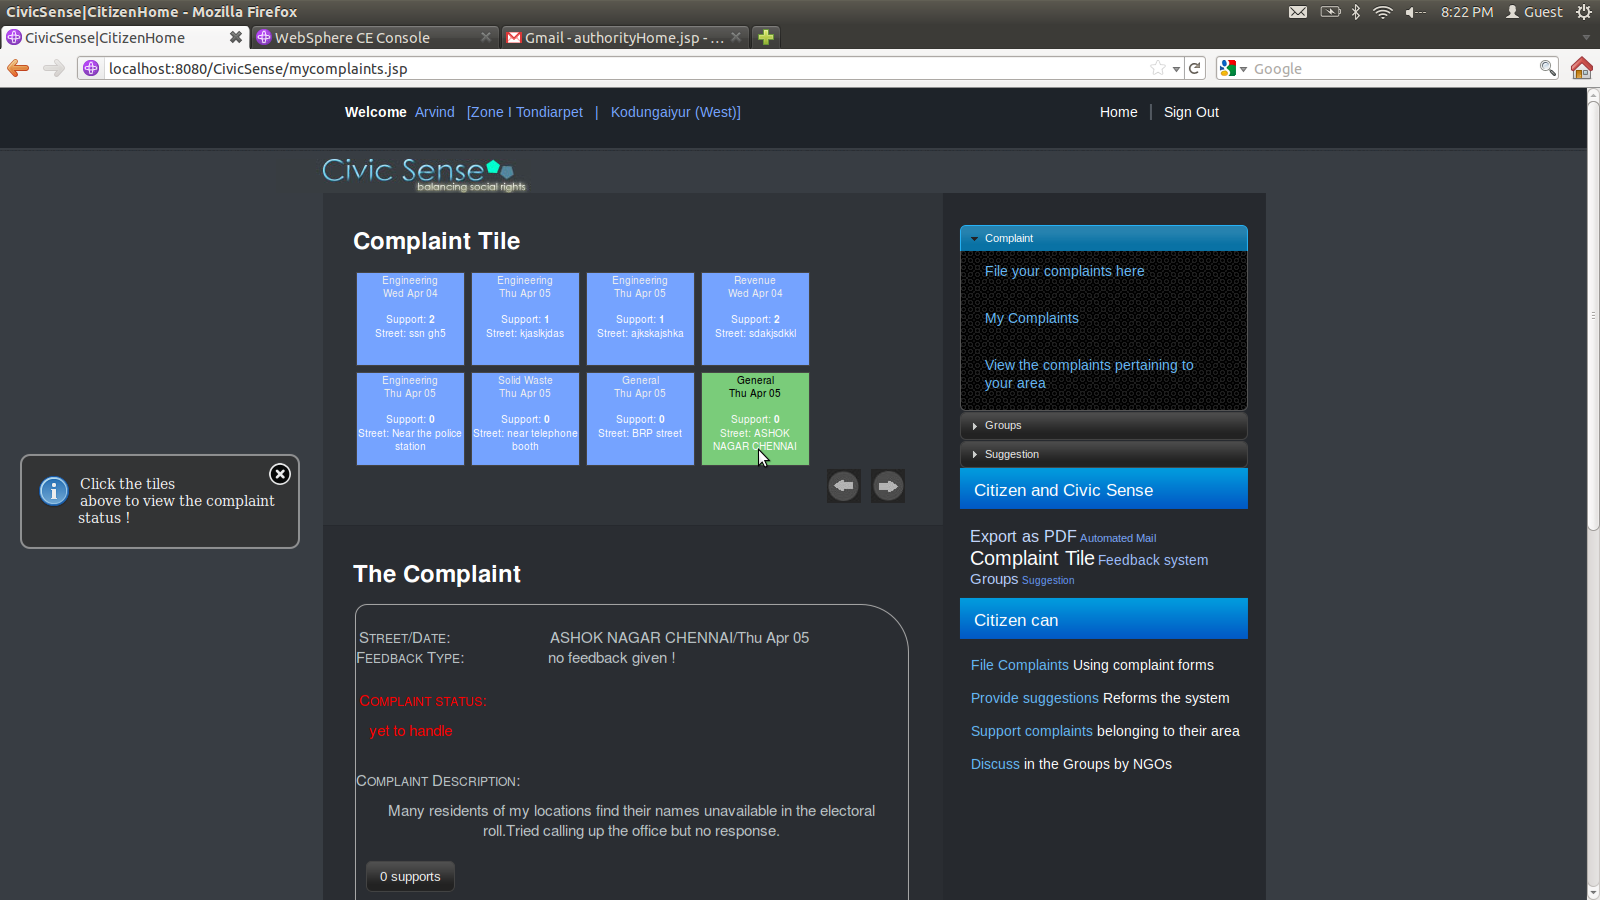 CivicSense|CitizenHome - Mozilla Firefox
8:22 PM Guest
CivicSense|CitizenHome
WebSphere CE Console
Gmail - authorityHome.jsp - ...
localhost:8080/CivicSense/mycomplaints.jsp
Google
Welcome Arvind [Zone I Tondiarpet | Kodungaiyur (West)]
Home | Sign Out
Civic Sense
balancing social rights
Complaint Tile
Engineering
Wed Apr 04
Support: 2
Street: ssn gh5
Engineering
Thu Apr 05
Support: 1
Street: kjaslkjdas
Engineering
Thu Apr 05
Support: 1
Street: ajkskajshka
Revenue
Wed Apr 04
Support: 2
Street: sdakjsdkkl
Engineering
Thu Apr 05
Support: 0
Street: Near the police
station
Solid Waste
Thu Apr 05
Support: 0
Street: near telephone
booth
General
Thu Apr 05
Support: 0
Street: BRP street
General
Thu Apr 05
Support: 0
Street: ASHOK
NAGAR CHENNAI
Click the tiles
above to view the complaint
status !
The Complaint
Street/Date: ASHOK NAGAR CHENNAI/Thu Apr 05
Feedback Type: no feedback given !
Complaint status:
yet to handle
Complaint Description:
Many residents of my locations find their names unavailable in the electoral
roll.Tried calling up the office but no response.
0 supports
Complaint
File your complaints here
My Complaints
View the complaints pertaining to
your area
Groups
Suggestion
Citizen and Civic Sense
Export as PDF Automated Mail
Complaint Tile Feedback system
Groups Suggestion
Citizen can
File Complaints Using complaint forms
Provide suggestions Reforms the system
Support complaints belonging to their area
Discuss in the Groups by NGOs